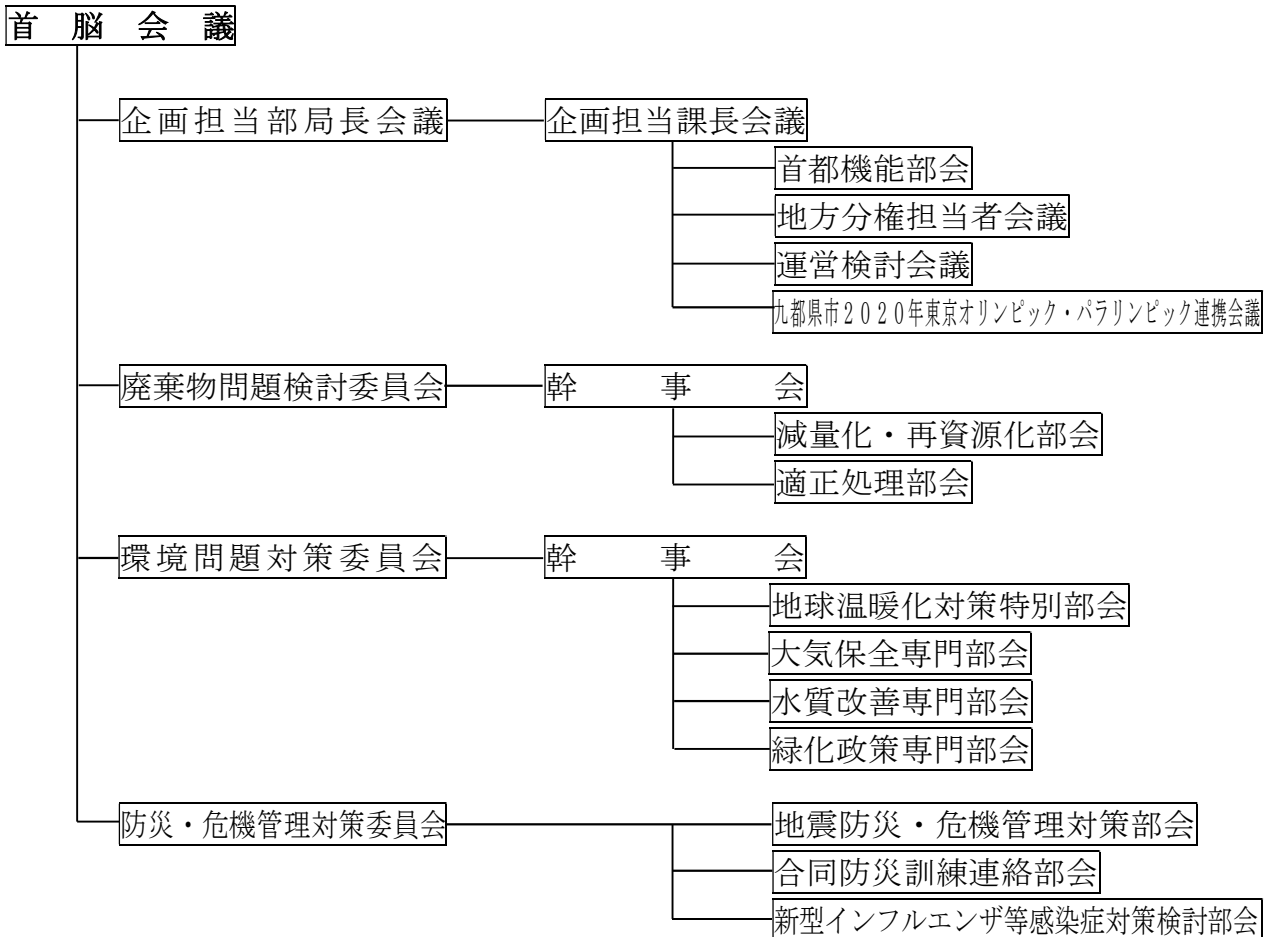 首脳会議
企画担当部局長会議
企画担当課長会議
首都機能部会
地方分権担当者会議
運営検討会議
九都県市2020年東京オリンピック・パラリンピック連携会議
廃棄物問題検討委員会
幹事会
減量化・再資源化部会
適正処理部会
環境問題対策委員会
幹事会
地球温暖化対策特別部会
大気保全専門部会
水質改善専門部会
緑化政策専門部会
防災・危機管理対策委員会
地震防災・危機管理対策部会
合同防災訓練連絡部会
新型インフルエンザ等感染症対策検討部会